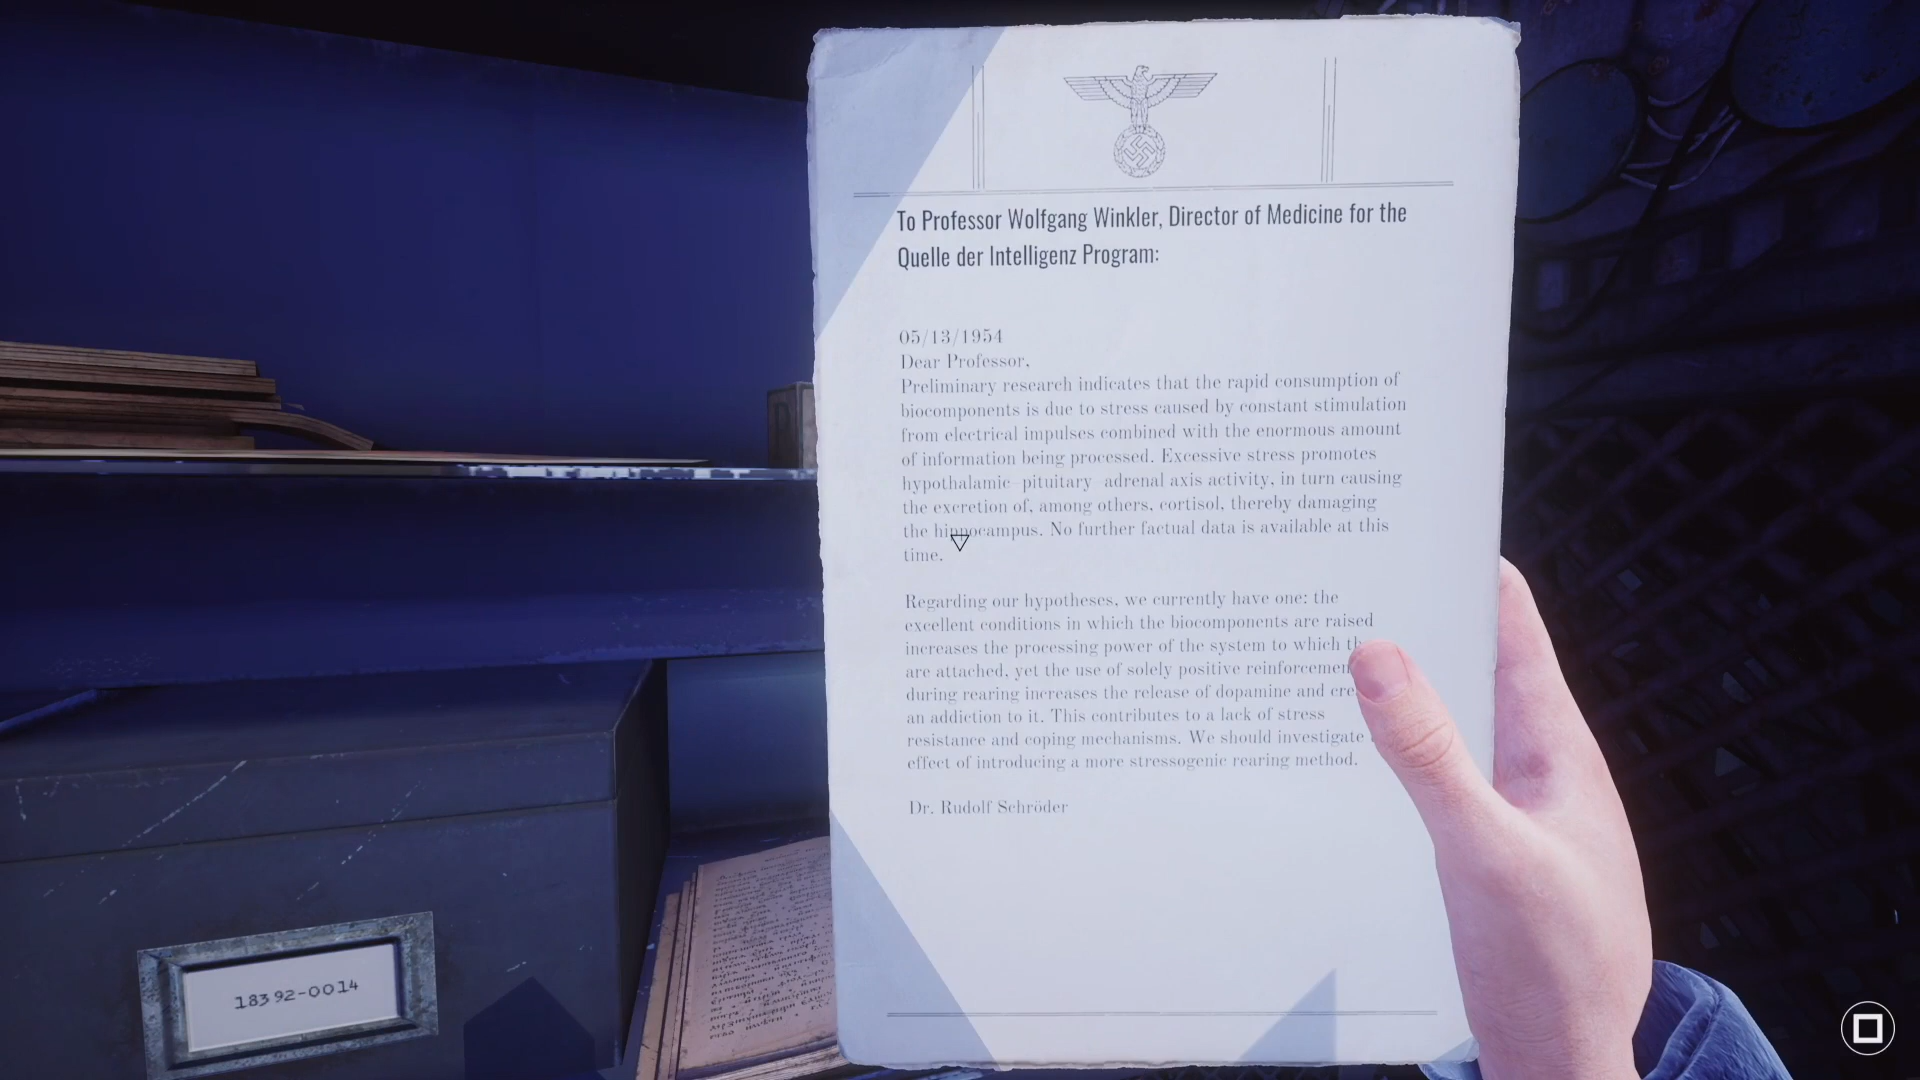 To Professor Wolfgang Winkler, Director of Medicine for the
Quelle der Intelligenz Program:
05/13/1954
Dear Professor,
Preliminary research indicates that the rapid consumption of
biocomponents is due to stress caused by constant stimulation
from electrical impulses combined with the enormous amount
of information being processed. Excessive stress promotes
hypothalamic pituitary adrenal axis activity, in turn causing
the excretion of, among others, cortisol, thereby damaging
the hippocampus. No further factual data is available at this
time.
Regarding our hypotheses, we currently have one: the
excellent conditions in which the biocomponents are raised
increases the processing power of the system to which
are attached, yet the use of solely positive reinforcement
during rearing increases the release of dopamine and
an addiction to it. This contributes to a lack of stress
resistance and coping mechanisms. We should investigate
effect of introducing a more stressogenic rearing method.
Dr. Rudolf Schröder
18392-0014